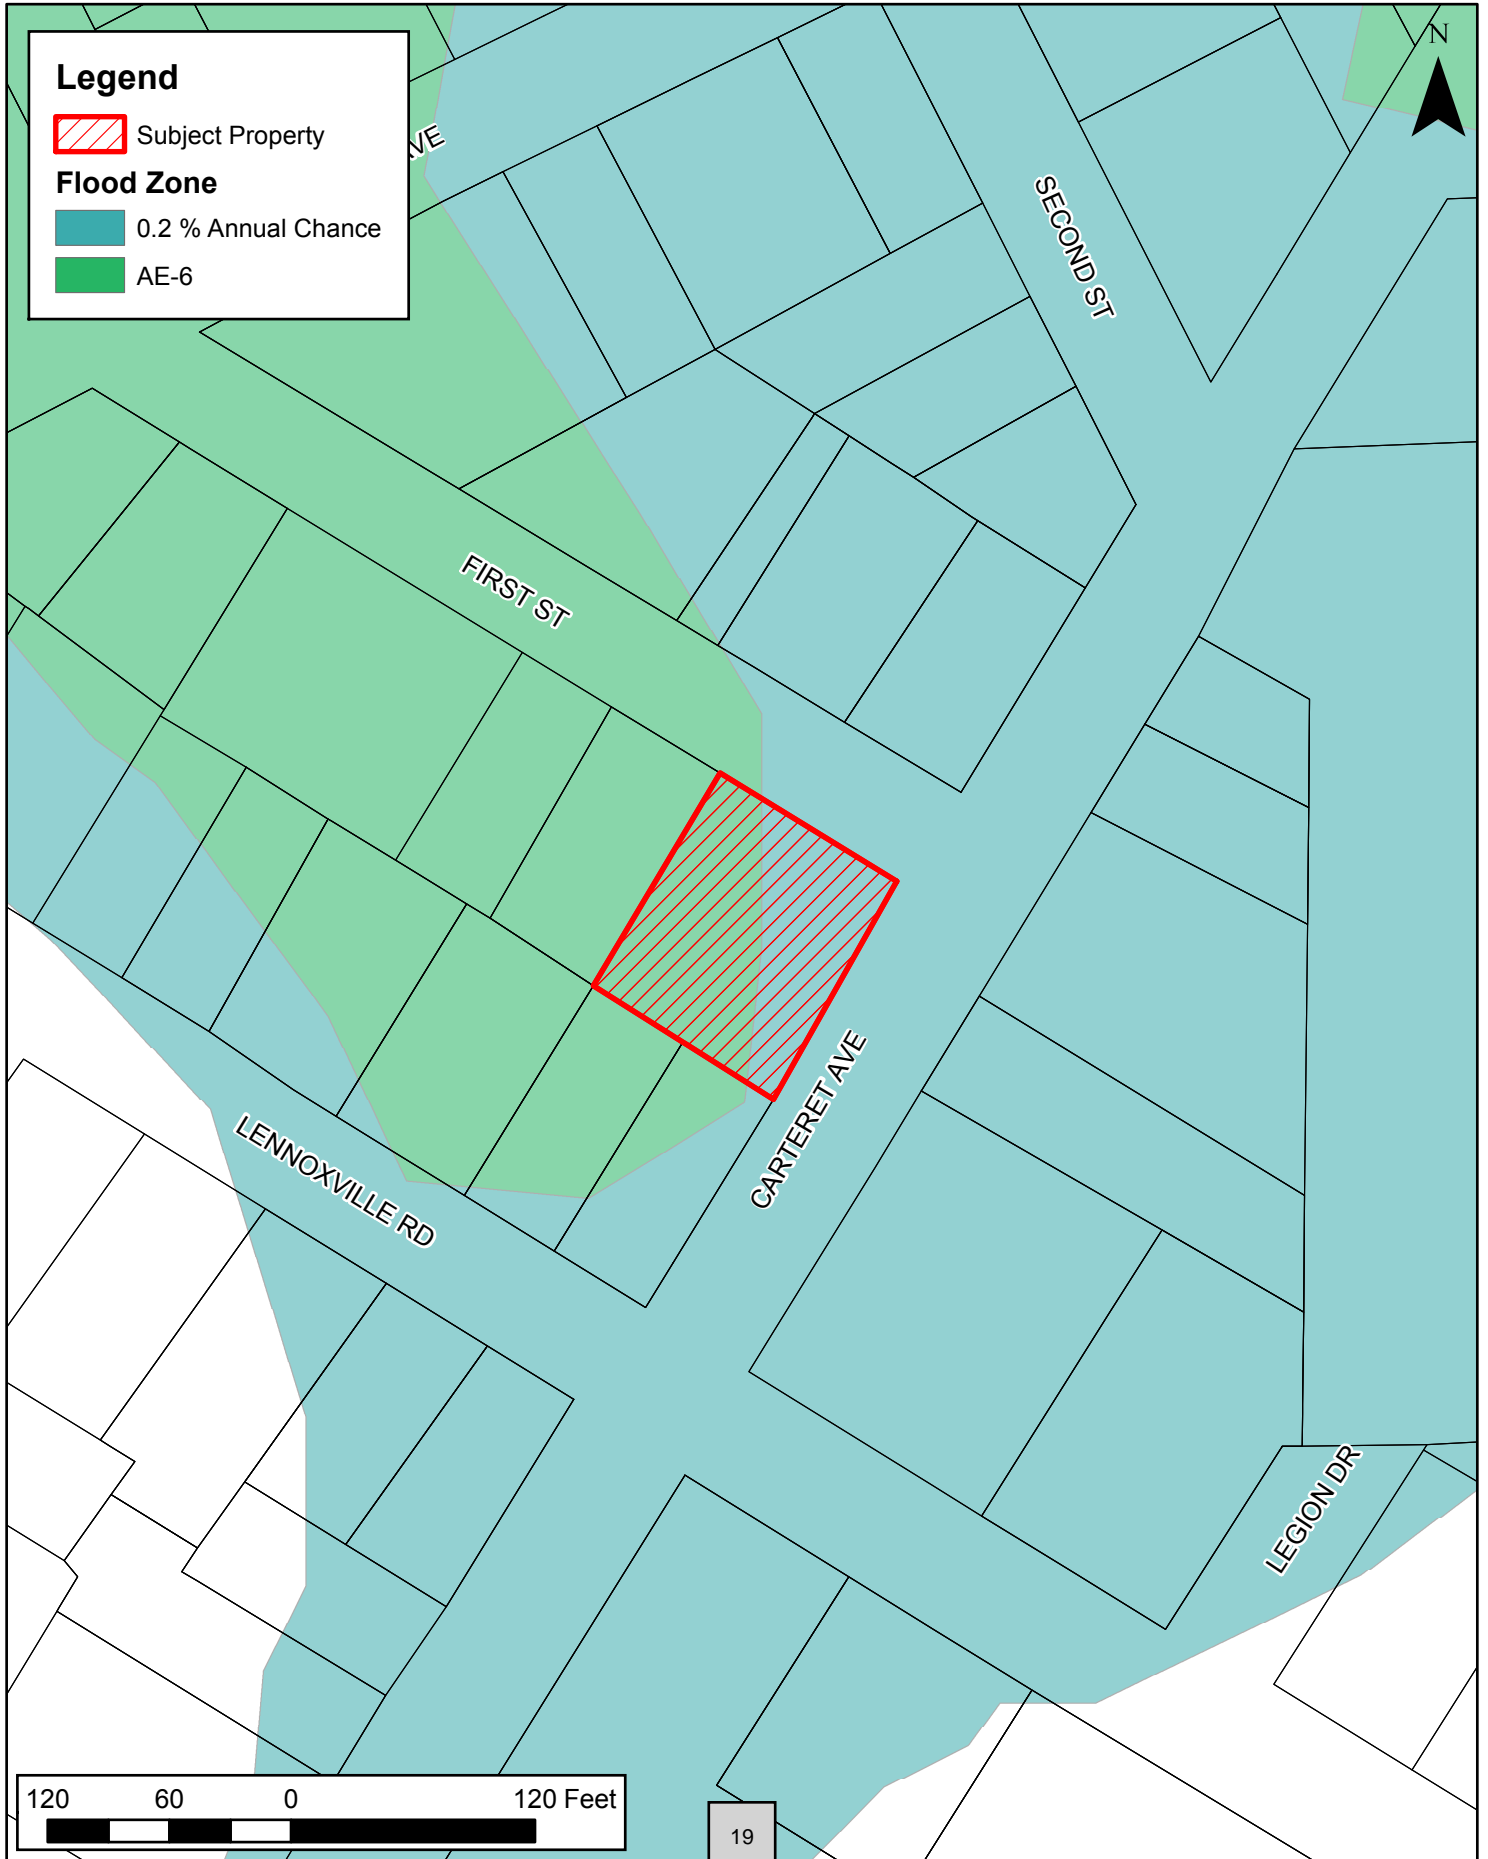 Legend
Subject Property
Flood Zone
0.2 % Annual Chance
AE-6
VE
N
SECOND ST
FIRST ST
CARTERET AVE
LENNOXVILLE RD
LEGION DR
120 60 0 120 Feet
19